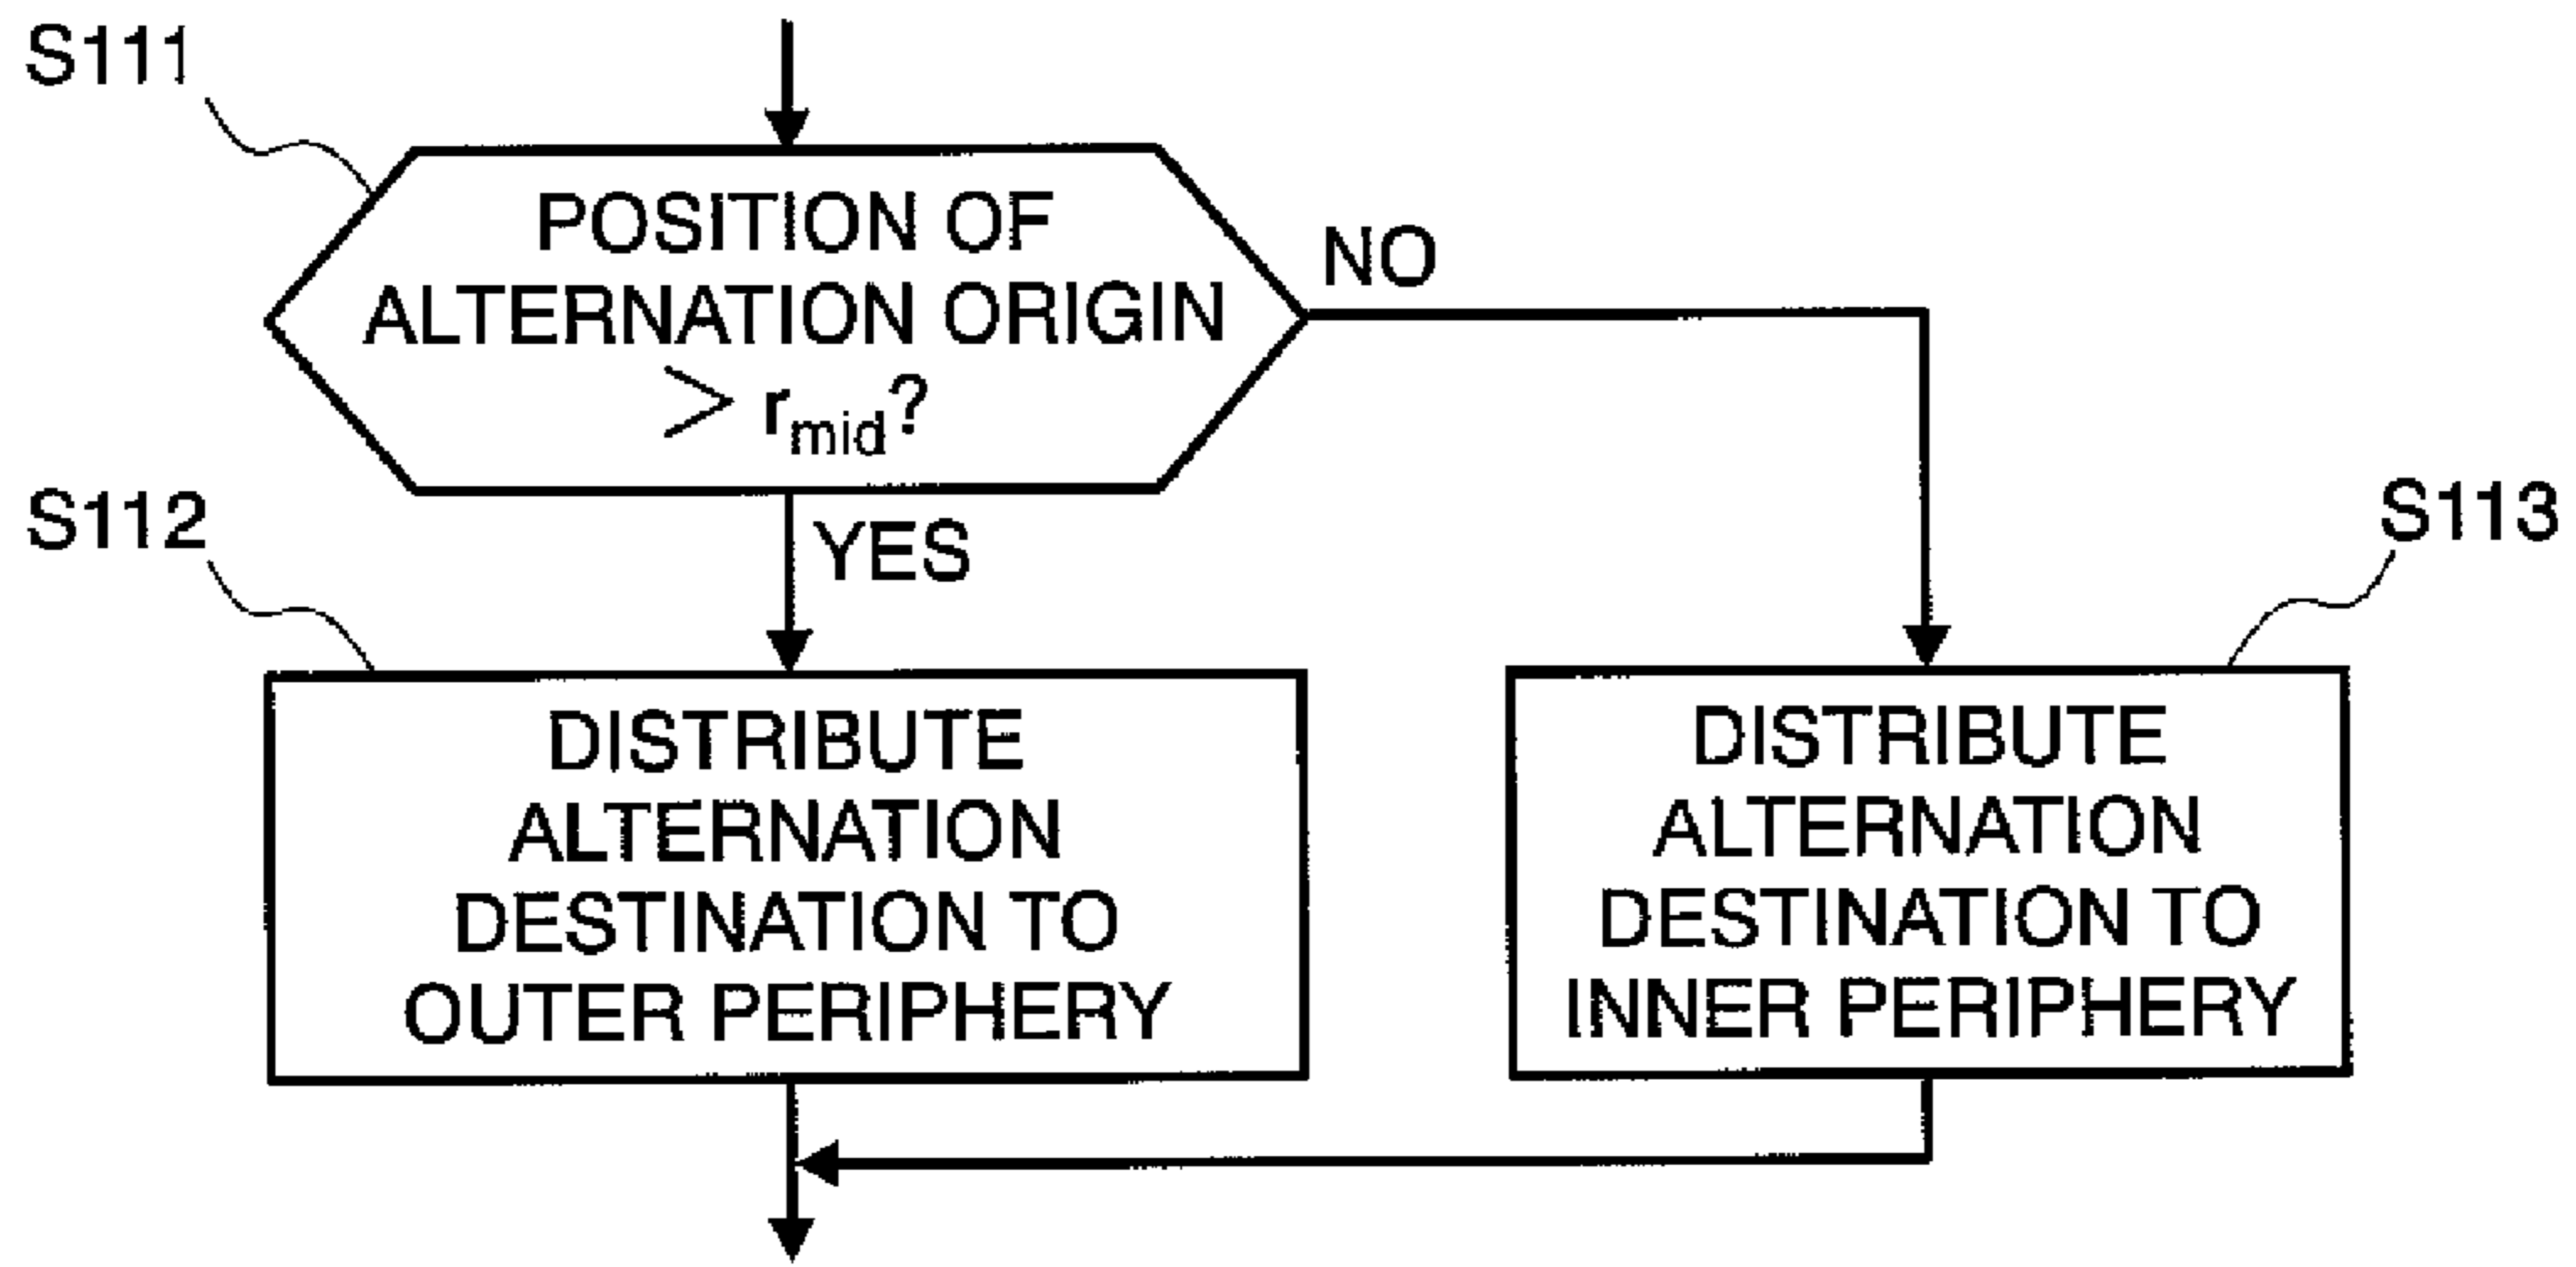 S111
POSITION OF
ALTERNATION ORIGIN
> r_mid?
NO
YES
S112
DISTRIBUTE
ALTERNATION
DESTINATION TO
OUTER PERIPHERY
S113
DISTRIBUTE
ALTERNATION
DESTINATION TO
INNER PERIPHERY